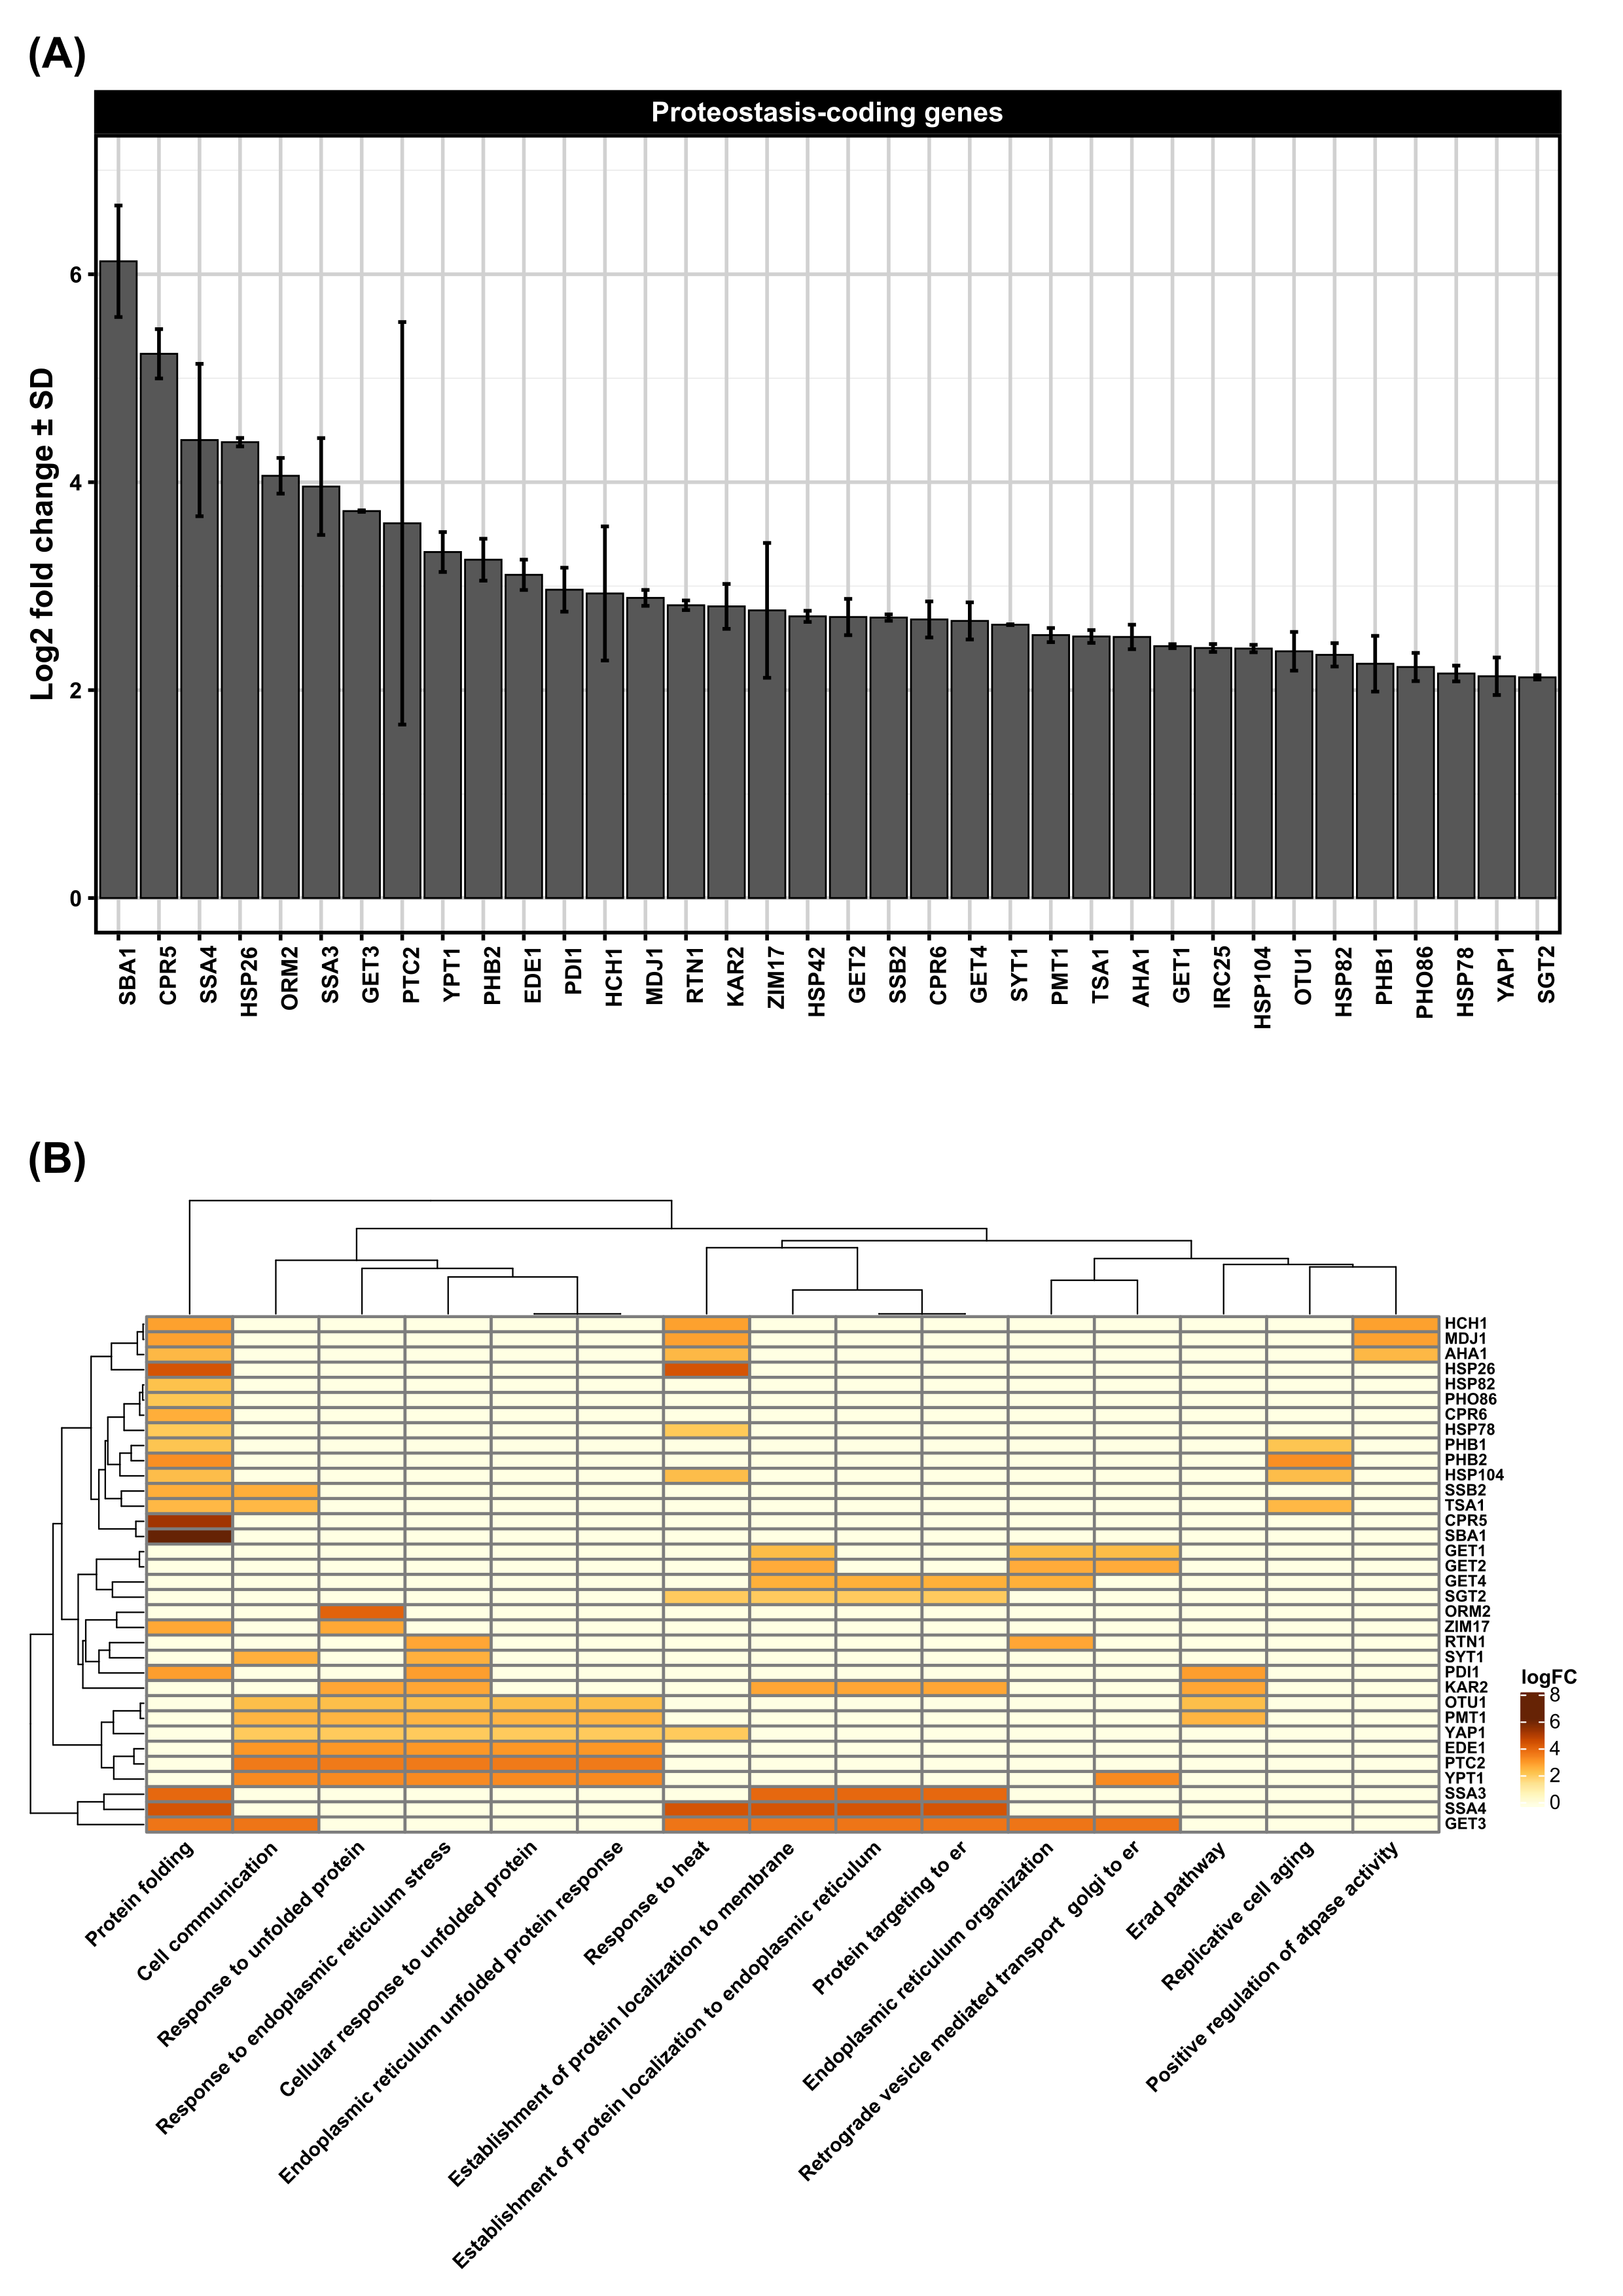 (A)
Proteostasis-coding genes
Log2 fold change ± SD
6
4
2
0
SBA1
CPR5
SSA4
HSP26
ORM2
SSA3
GET3
PTC2
YPT1
PHB2
EDE1
PDI1
HCH1
MDJ1
RTN1
KAR2
ZIM17
HSP42
GET2
SSB2
CPR6
GET4
SYT1
PMT1
TSA1
AHA1
GET1
IRC25
HSP104
OTU1
HSP82
PHB1
PHO86
HSP78
YAP1
SGT2
(B)
HCH1
MDJ1
AHA1
HSP26
HSP82
PHO86
CPR6
HSP78
PHB1
PHB2
HSP104
SSB2
TSA1
CPR5
SBA1
GET1
GET2
GET4
SGT2
ORM2
ZIM17
RTN1
SYT1
PDI1
KAR2
OTU1
PMT1
YAP1
EDE1
PTC2
YPT1
SSA3
SSA4
GET3
logFC
8
6
4
2
0
Protein folding
Cell communication
Response to unfolded protein
Response to endoplasmic reticulum stress
Cellular response to unfolded protein
Endoplasmic reticulum unfolded protein response
Response to heat
Establishment of protein localization to membrane
Establishment of protein localization to endoplasmic reticulum
Protein targeting to er
Endoplasmic reticulum organization
Retrograde vesicle mediated transport  golgi to er
Erad pathway
Replicative cell aging
Positive regulation of atpase activity